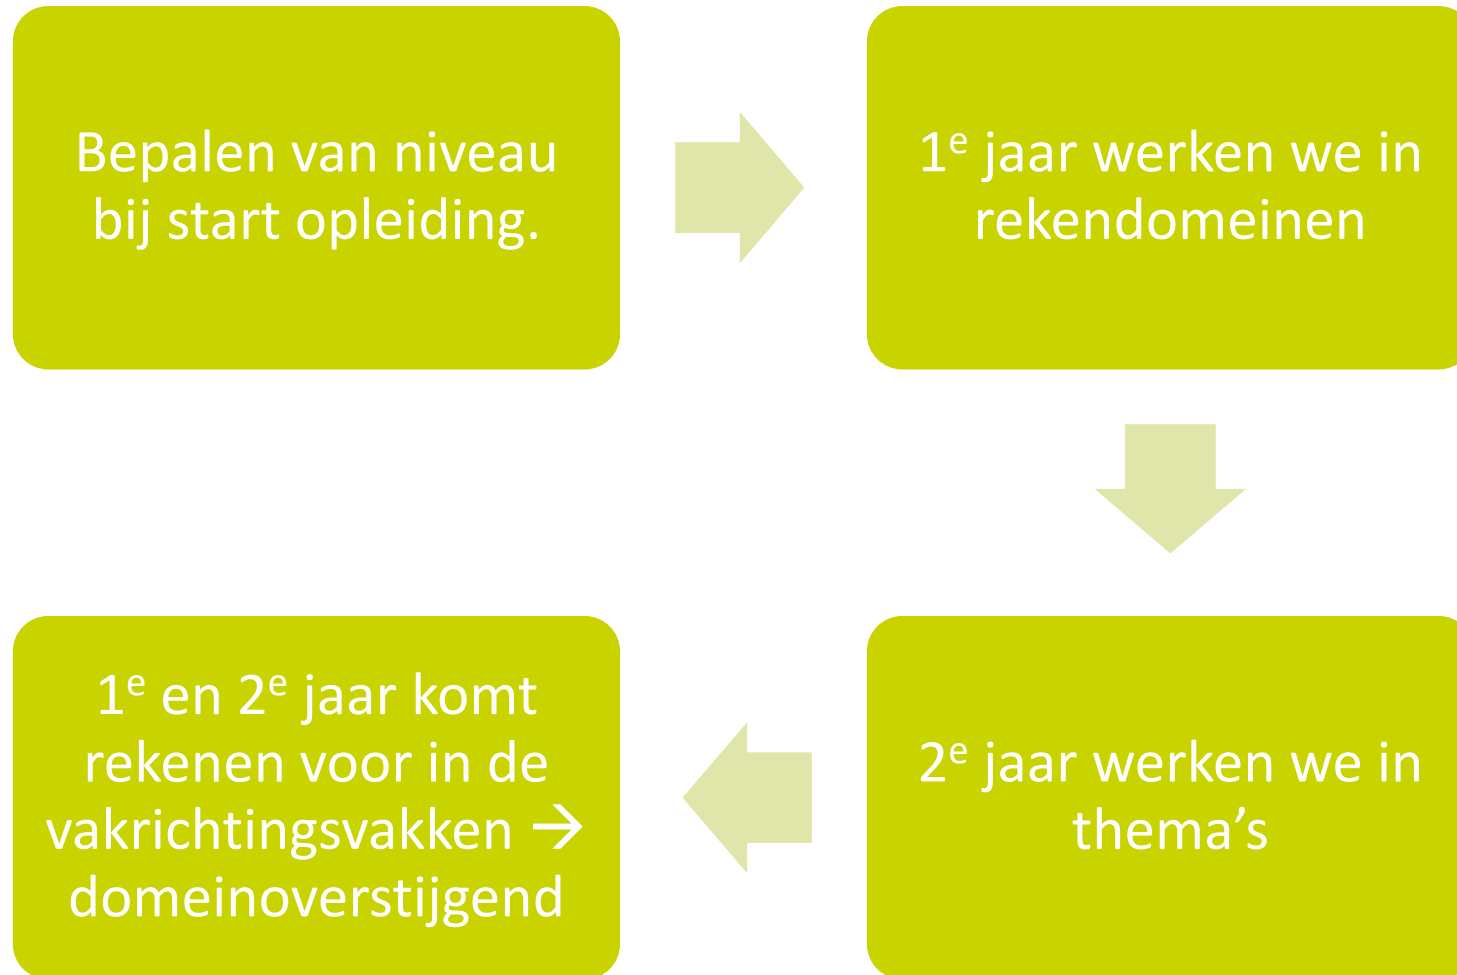 Bepalen van niveau
bij start opleiding.
1e jaar werken we in
rekendomeinen
2e jaar werken we in
thema’s
1e en 2e jaar komt
rekenen voor in de
vakrichtingsvakken →
domeinoverstijgend